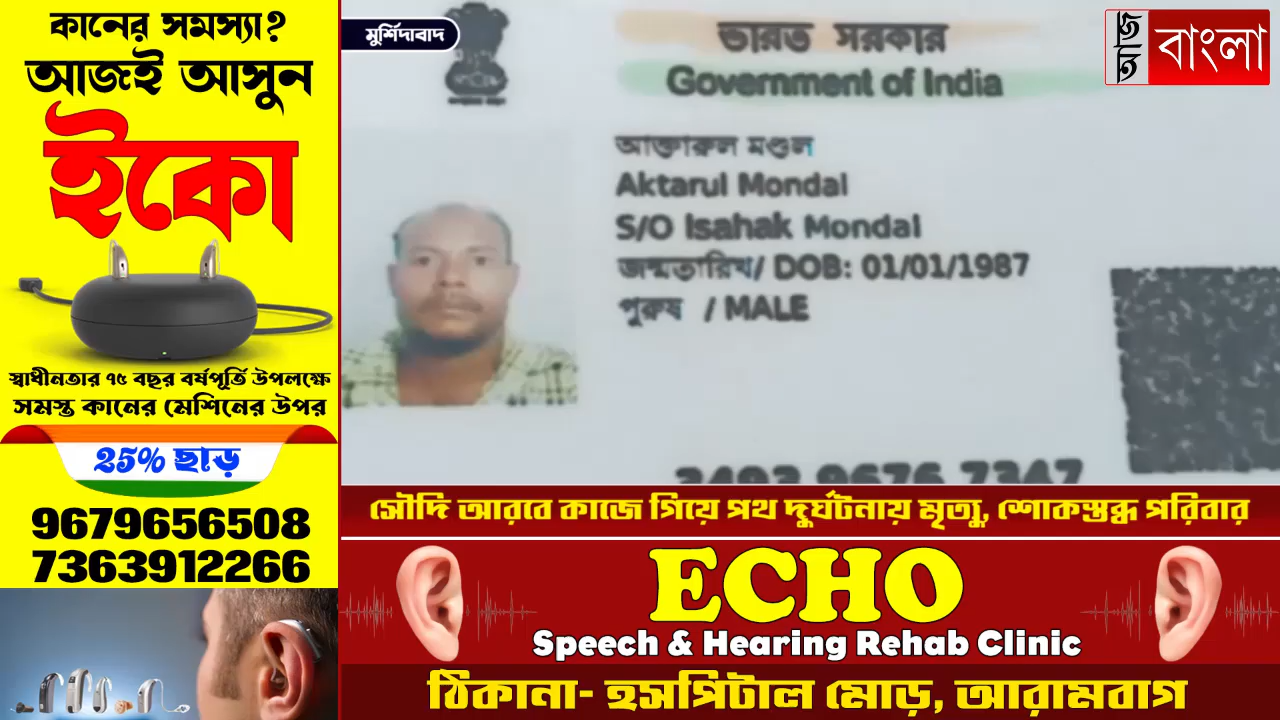 কানের সমস্যা?
আজই আসুন
ইকো
স্বাধীনতার ৭৫ বছর বর্ষপূর্তি উপলক্ষে
সমস্ত কানের মেশিনের উপর
25% ছাড়
9679656508
7363912266
মুর্শিদাবাদ
আজ বাংলা
ভারত সরকার
Government of India
আক্তারুল মণ্ডল
Aktarul Mondal
S/O Isahak Mondal
জন্মতারিখ/ DOB: 01/01/1987
পুরুষ / MALE
সৌদি আরবে কাজে গিয়ে পথ দুর্ঘটনায় মৃত্যু, শোকস্তব্ধ পরিবার
ECHO
Speech & Hearing Rehab Clinic
ঠিকানা- হসপিটাল মোড়, আরামবাগ